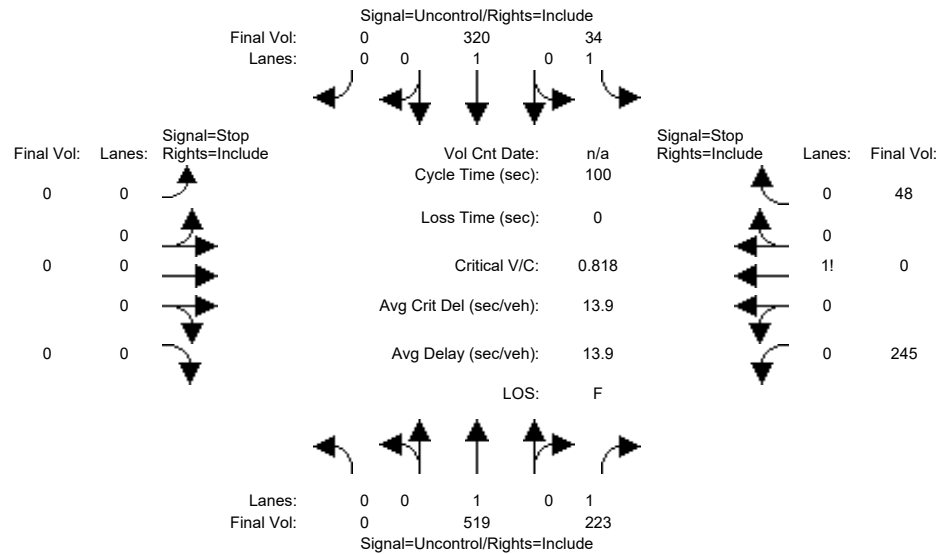 Signal=Uncontrol/Rights=Include
Final Vol: 0 320 34
Lanes: 0 0 1 0 1
Signal=Stop
Final Vol: Lanes: Rights=Include
Vol Cnt Date: n/a
Signal=Stop
Rights=Include Lanes: Final Vol:
Cycle Time (sec): 100
0 0
0 48
Loss Time (sec): 0
0
0
0 0
Critical V/C: 0.818
1! 0
0
Avg Crit Del (sec/veh): 13.9
0
0 0
Avg Delay (sec/veh): 13.9
0 245
LOS: F
Lanes: 0 0 1 0 1
Final Vol: 0 519 223
Signal=Uncontrol/Rights=Include